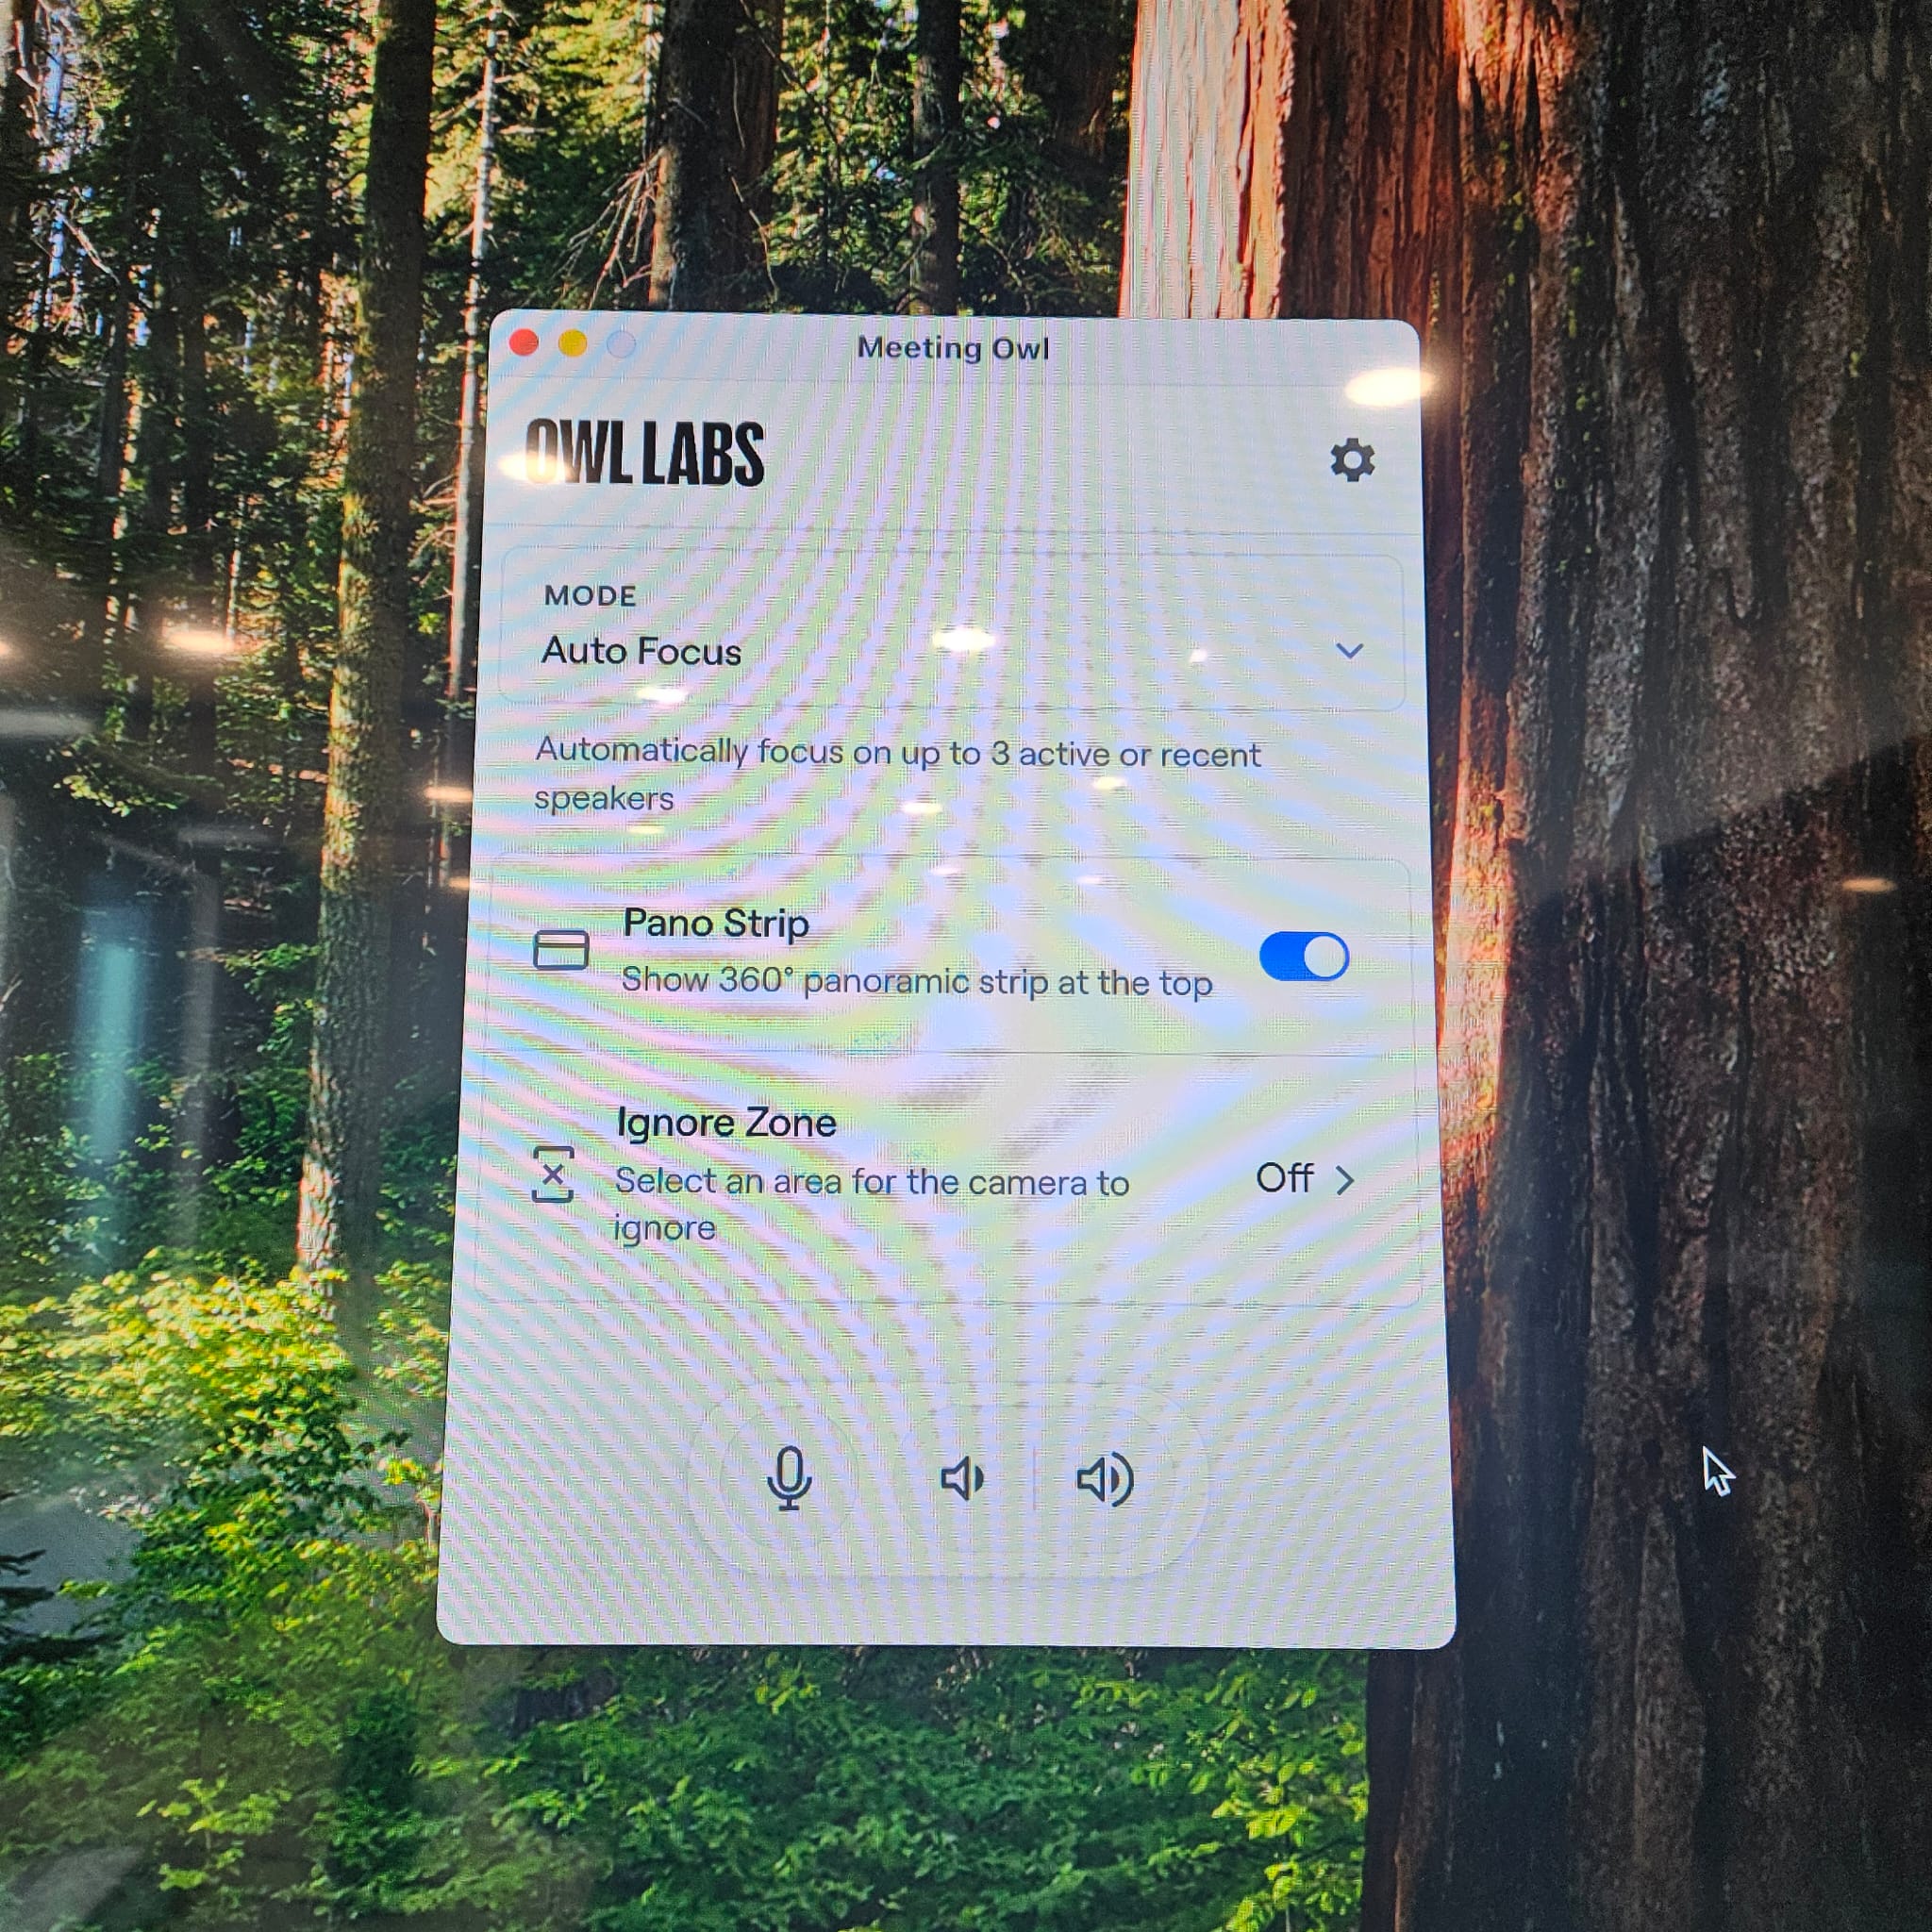 Meeting Owl
OWL LABS
MODE
Auto Focus
Automatically focus on up to 3 active or recent
speakers
Pano Strip
Show 360° panoramic strip at the top
Ignore Zone
Select an area for the camera to
ignore
Off